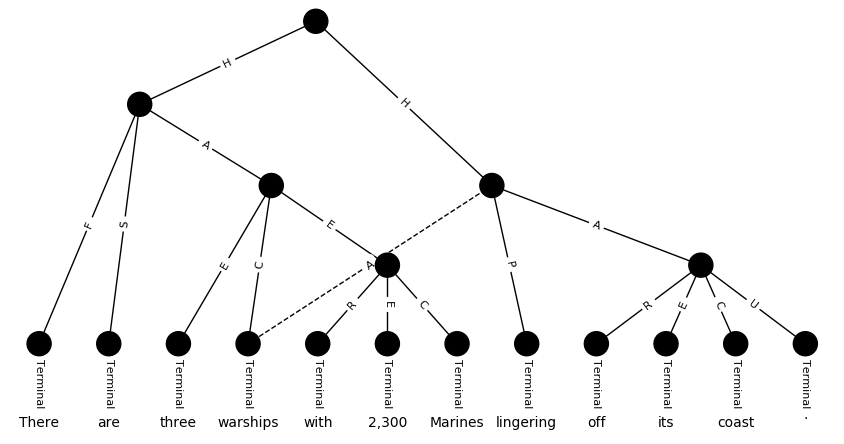 H
H
A
F
S
E
E
C
A
P
A
R
E
C
R
E
C
U
Terminal Terminal Terminal Terminal Terminal Terminal Terminal Terminal Terminal Terminal Terminal Terminal
There are three warships with 2,300 Marines lingering off its coast .